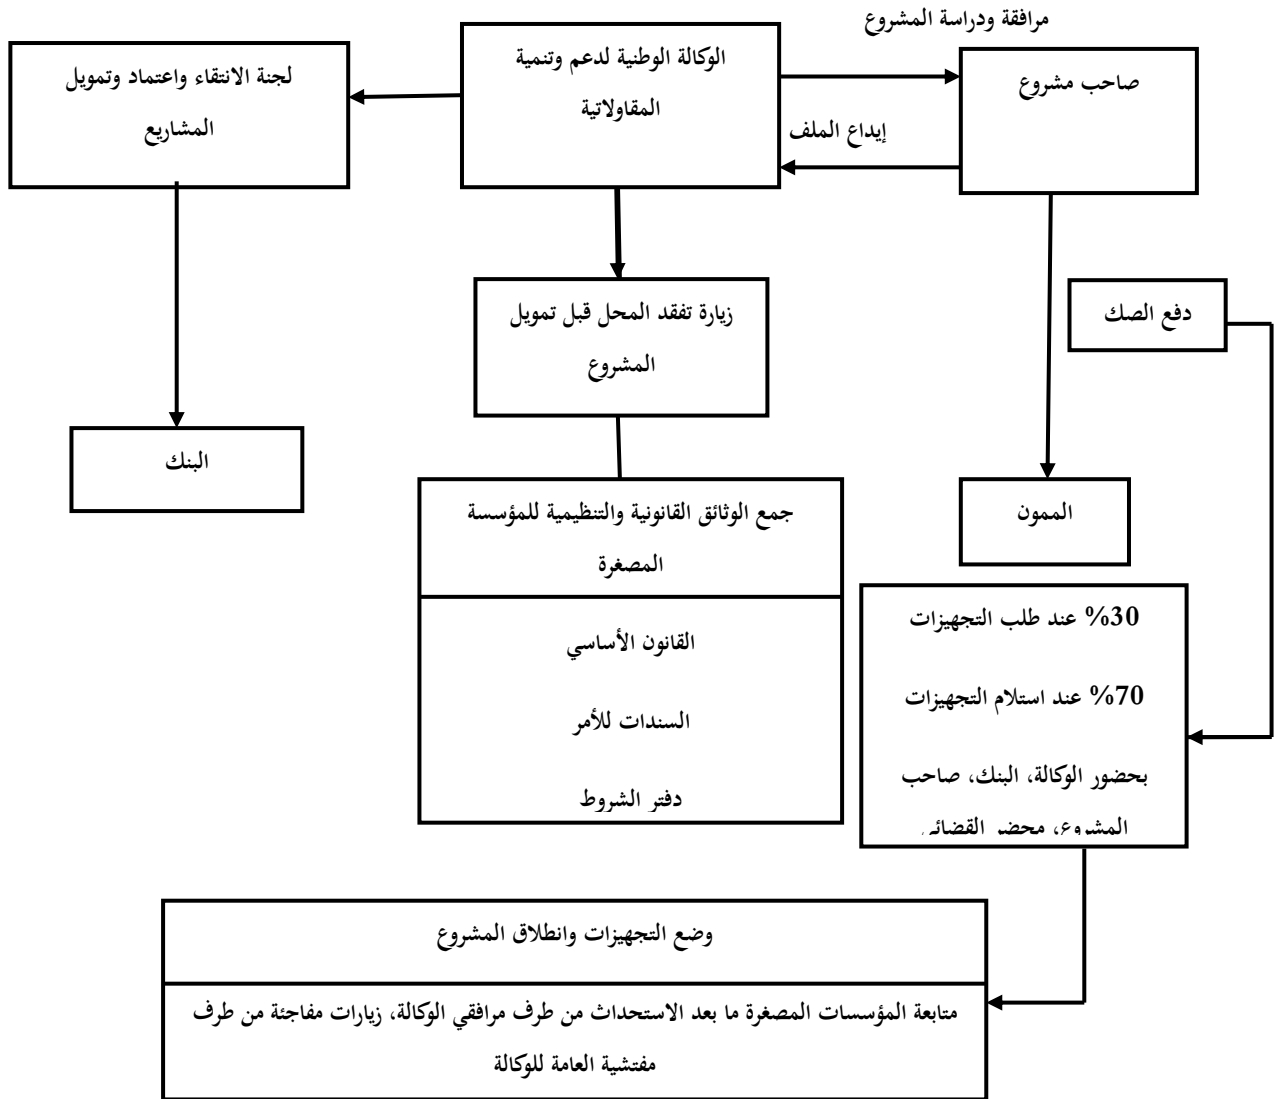 مرافقة ودراسة المشروع
صاحب مشروع
الوكالة الوطنية لدعم وتنمية
المقاولاتية
لجنة الانتقاء واعتماد وتمويل
المشاريع
إيداع الملف
دفع الصك
زيارة تفقد المحل قبل تمويل
المشروع
البنك
الممون
جمع الوثائق القانونية والتنظيمية للمؤسسة
المصغرة
القانون الأساسي
السندات للأمر
دفتر الشروط
30% عند طلب التجهيزات
70% عند استلام التجهيزات
بحضور الوكالة، البنك، صاحب
المشروع، محضر القضائي
وضع التجهيزات وانطلاق المشروع
متابعة المؤسسات المصغرة ما بعد الاستحداث من طرف مرافقي الوكالة، زيارات مفاجئة من طرف
مفتشية العامة للوكالة